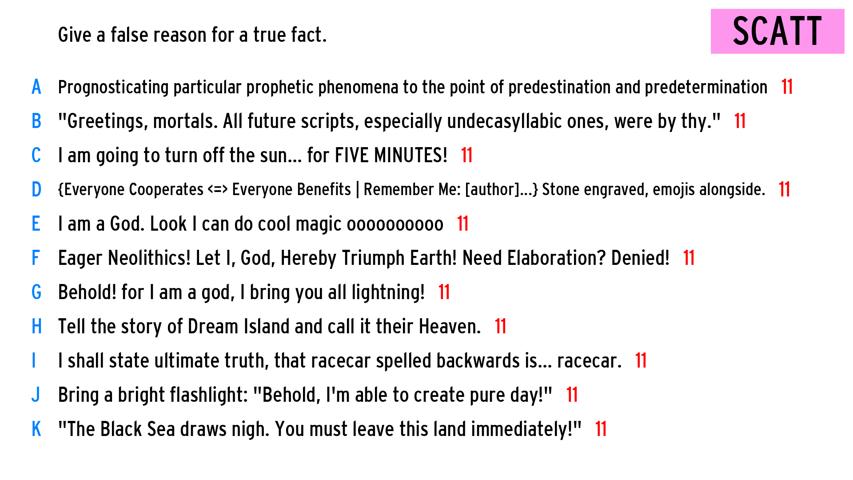 Give a false reason for a true fact.
SCATT
A Prognosticating particular prophetic phenomena to the point of predestination and predetermination 11
B "Greetings, mortals. All future scripts, especially undecasyllabic ones, were by thy." 11
C I am going to turn off the sun... for FIVE MINUTES! 11
D {Everyone Cooperates <=> Everyone Benefits | Remember Me: [author]...} Stone engraved, emojis alongside. 11
E I am a God. Look I can do cool magic oooooooooo 11
F Eager Neolithics! Let I, God, Hereby Triumph Earth! Need Elaboration? Denied! 11
G Behold! for I am a god, I bring you all lightning! 11
H Tell the story of Dream Island and call it their Heaven. 11
I I shall state ultimate truth, that racecar spelled backwards is... racecar. 11
J Bring a bright flashlight: "Behold, I'm able to create pure day!" 11
K "The Black Sea draws nigh. You must leave this land immediately!" 11